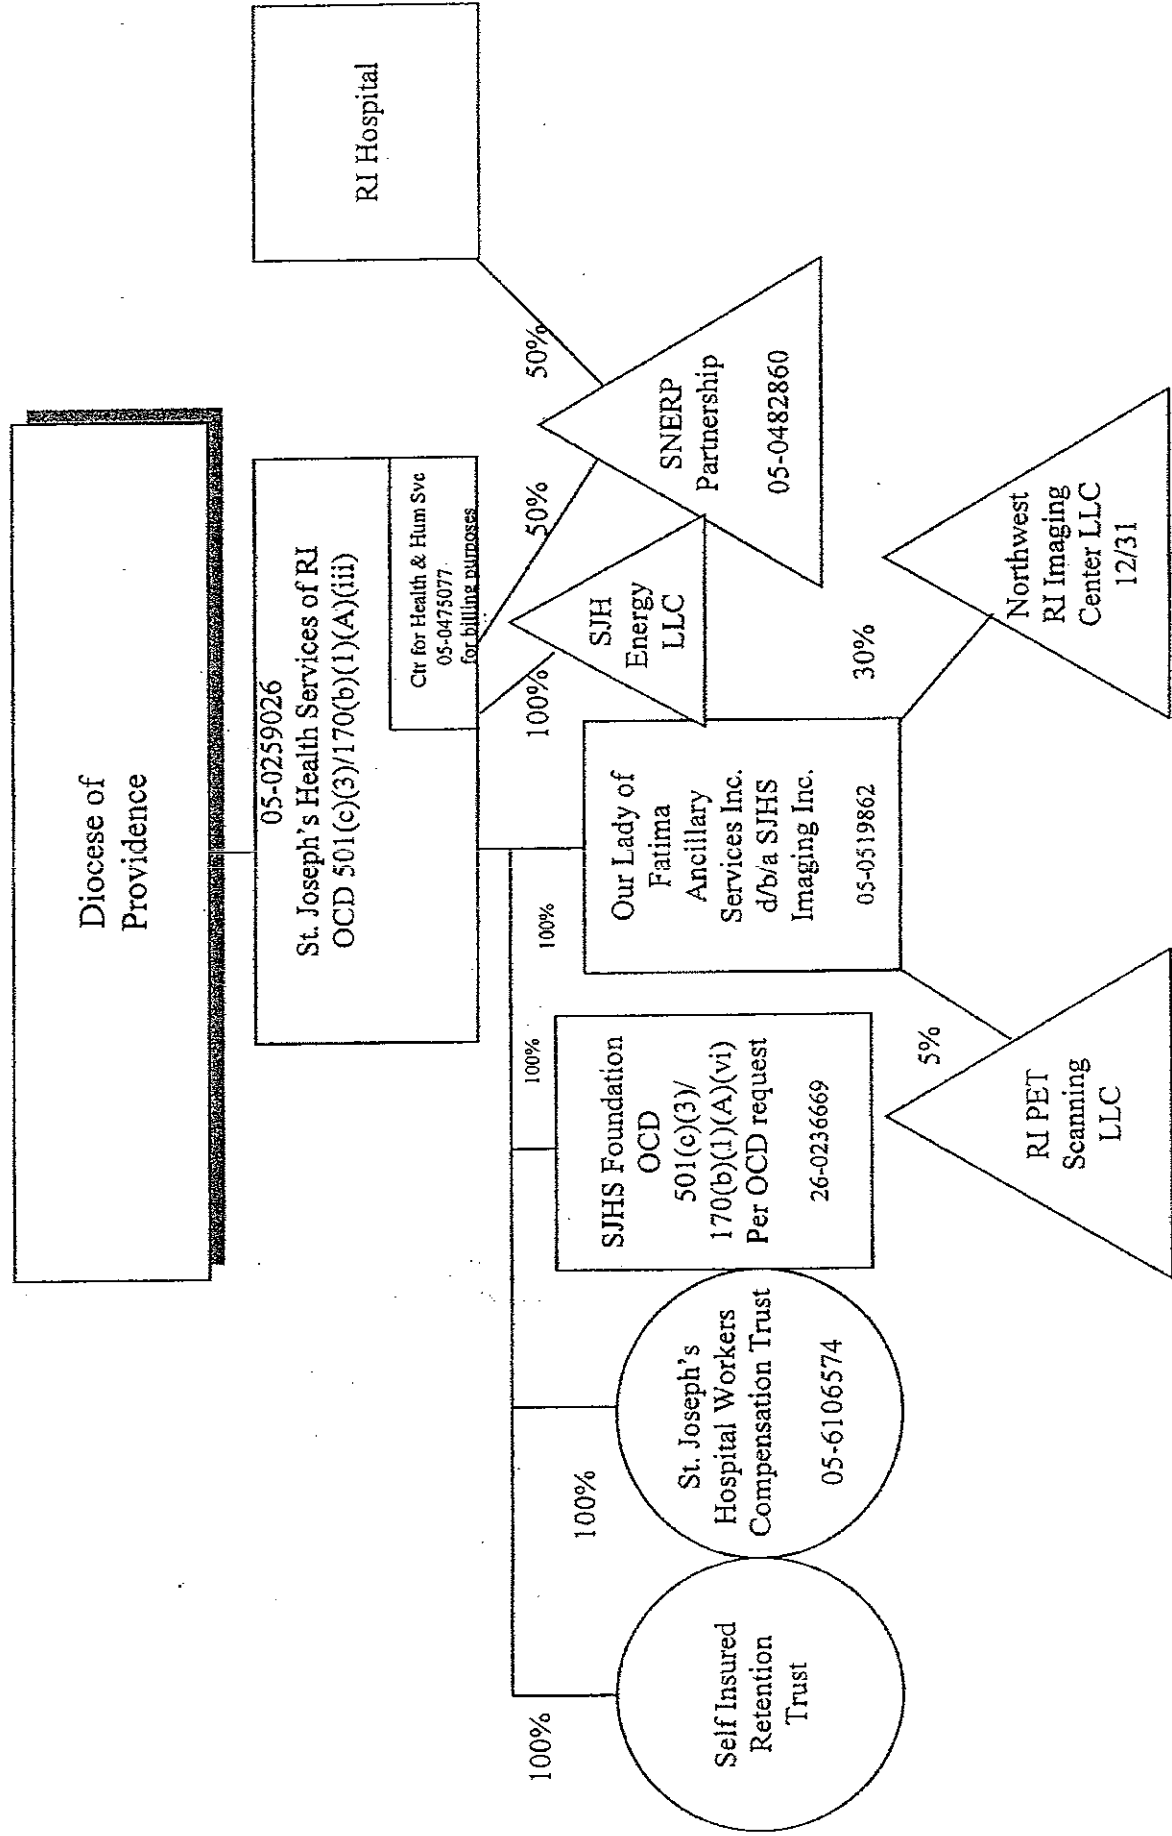 Diocese of
Providence
05-0259026
St. Joseph's Health Services of RI
OCD 501(c)(3)/170(b)(1)(A)(iii)
Ctr for Health & Hum Svc
05-0475077
for billing purposes
RI Hospital
100%
100%
100%
100%
100%
50%
50%
Self Insured
Retention
Trust
St. Joseph's
Hospital Workers
Compensation Trust
05-6106574
SJHS Foundation
OCD
501(c)(3)/
170(b)(1)(A)(vi)
Per OCD request
26-0236669
Our Lady of
Fatima
Ancillary
Services Inc.
d/b/a SJHS
Imaging Inc.
05-0519862
SJH
Energy
LLC
SNERP
Partnership
05-0482860
5%
30%
RI PET
Scanning
LLC
Northwest
RI Imaging
Center LLC
12/31